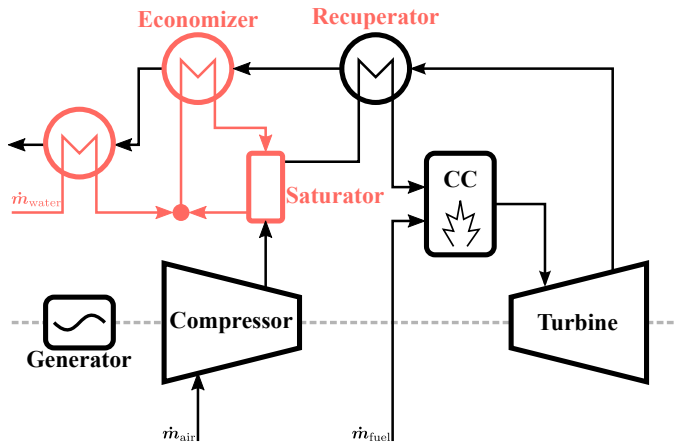 Economizer
Recuperator
ṁwater
Saturator
CC
Compressor
Turbine
Generator
ṁair
ṁfuel